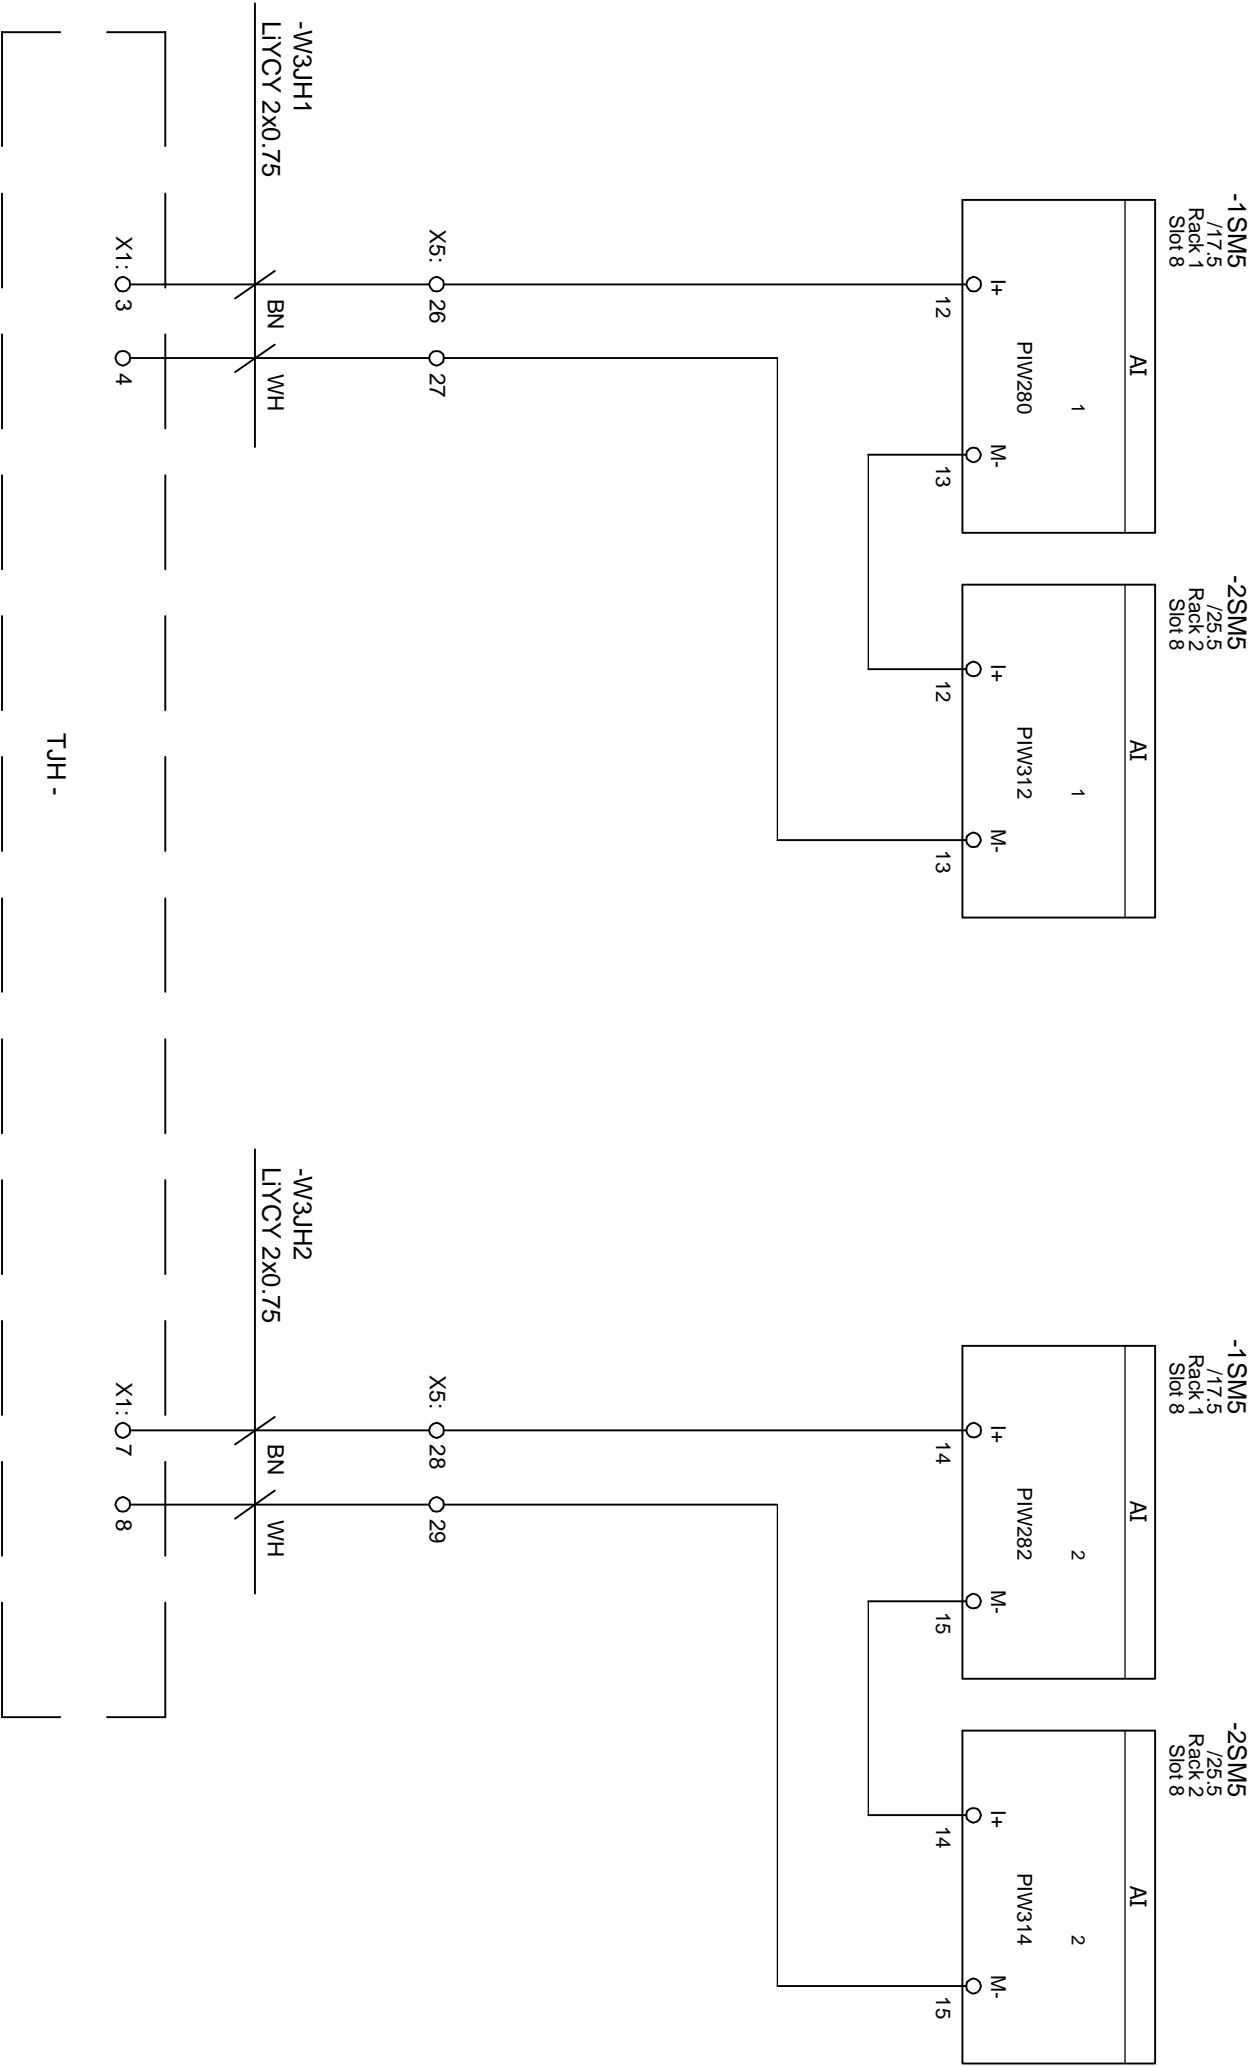 -1SM5
/17.5
Rack 1
Slot 8
-2SM5
/25.5
Rack 2
Slot 8
-1SM5
/17.5
Rack 1
Slot 8
-2SM5
/25.5
Rack 2
Slot 8
AI
AI
AI
AI
1
1
2
2
PIW280
PIW312
PIW282
PIW314
I+
M-
I+
M-
I+
M-
I+
M-
12
13
12
13
14
15
14
15
X5:
26
27
X5:
28
29
-W3JH1
LiYCY 2x0.75
BN
WH
-W3JH2
LiYCY 2x0.75
BN
WH
X1:
3
4
X1:
7
8
TJH -